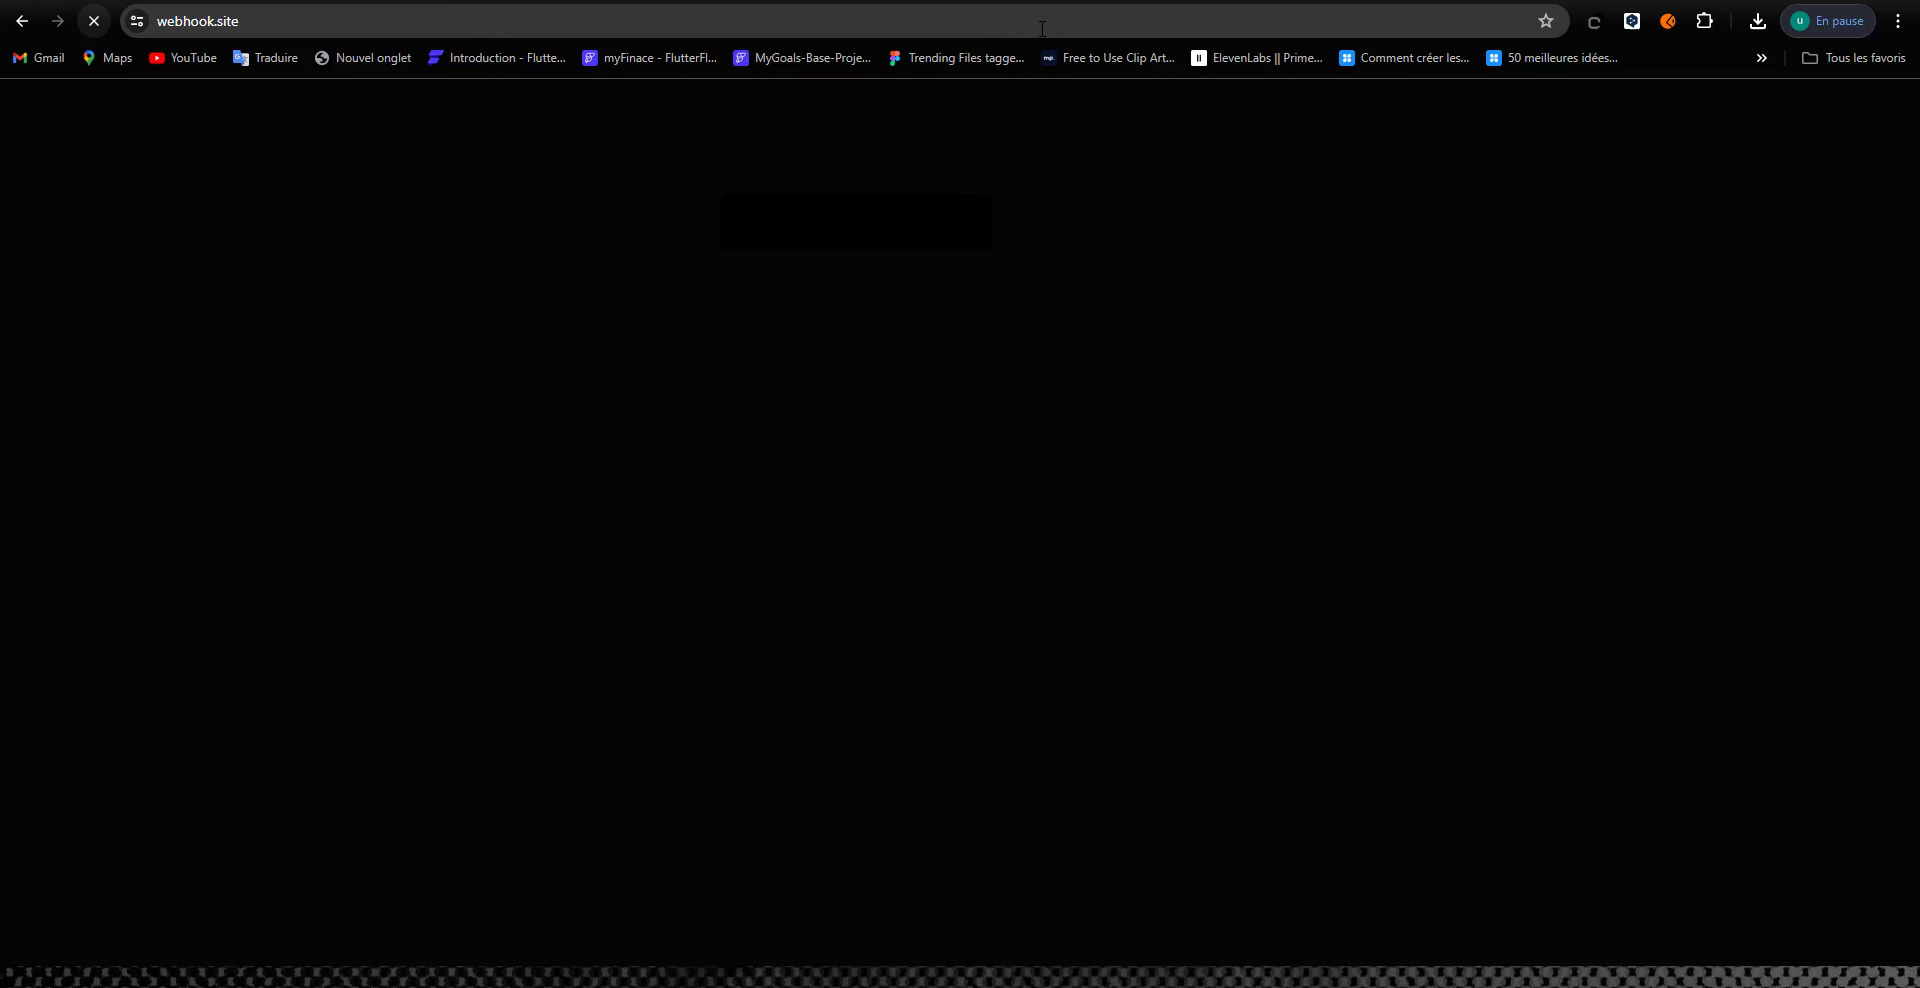 webhook.site
u En pause
Gmail Maps YouTube Traduire Nouvel onglet Introduction - Flutte... myFinace - FlutterFl... MyGoals-Base-Proje... Trending Files tagge... Free to Use Clip Art... ElevenLabs || Prime... Comment créer les... 50 meilleures idées... Tous les favoris